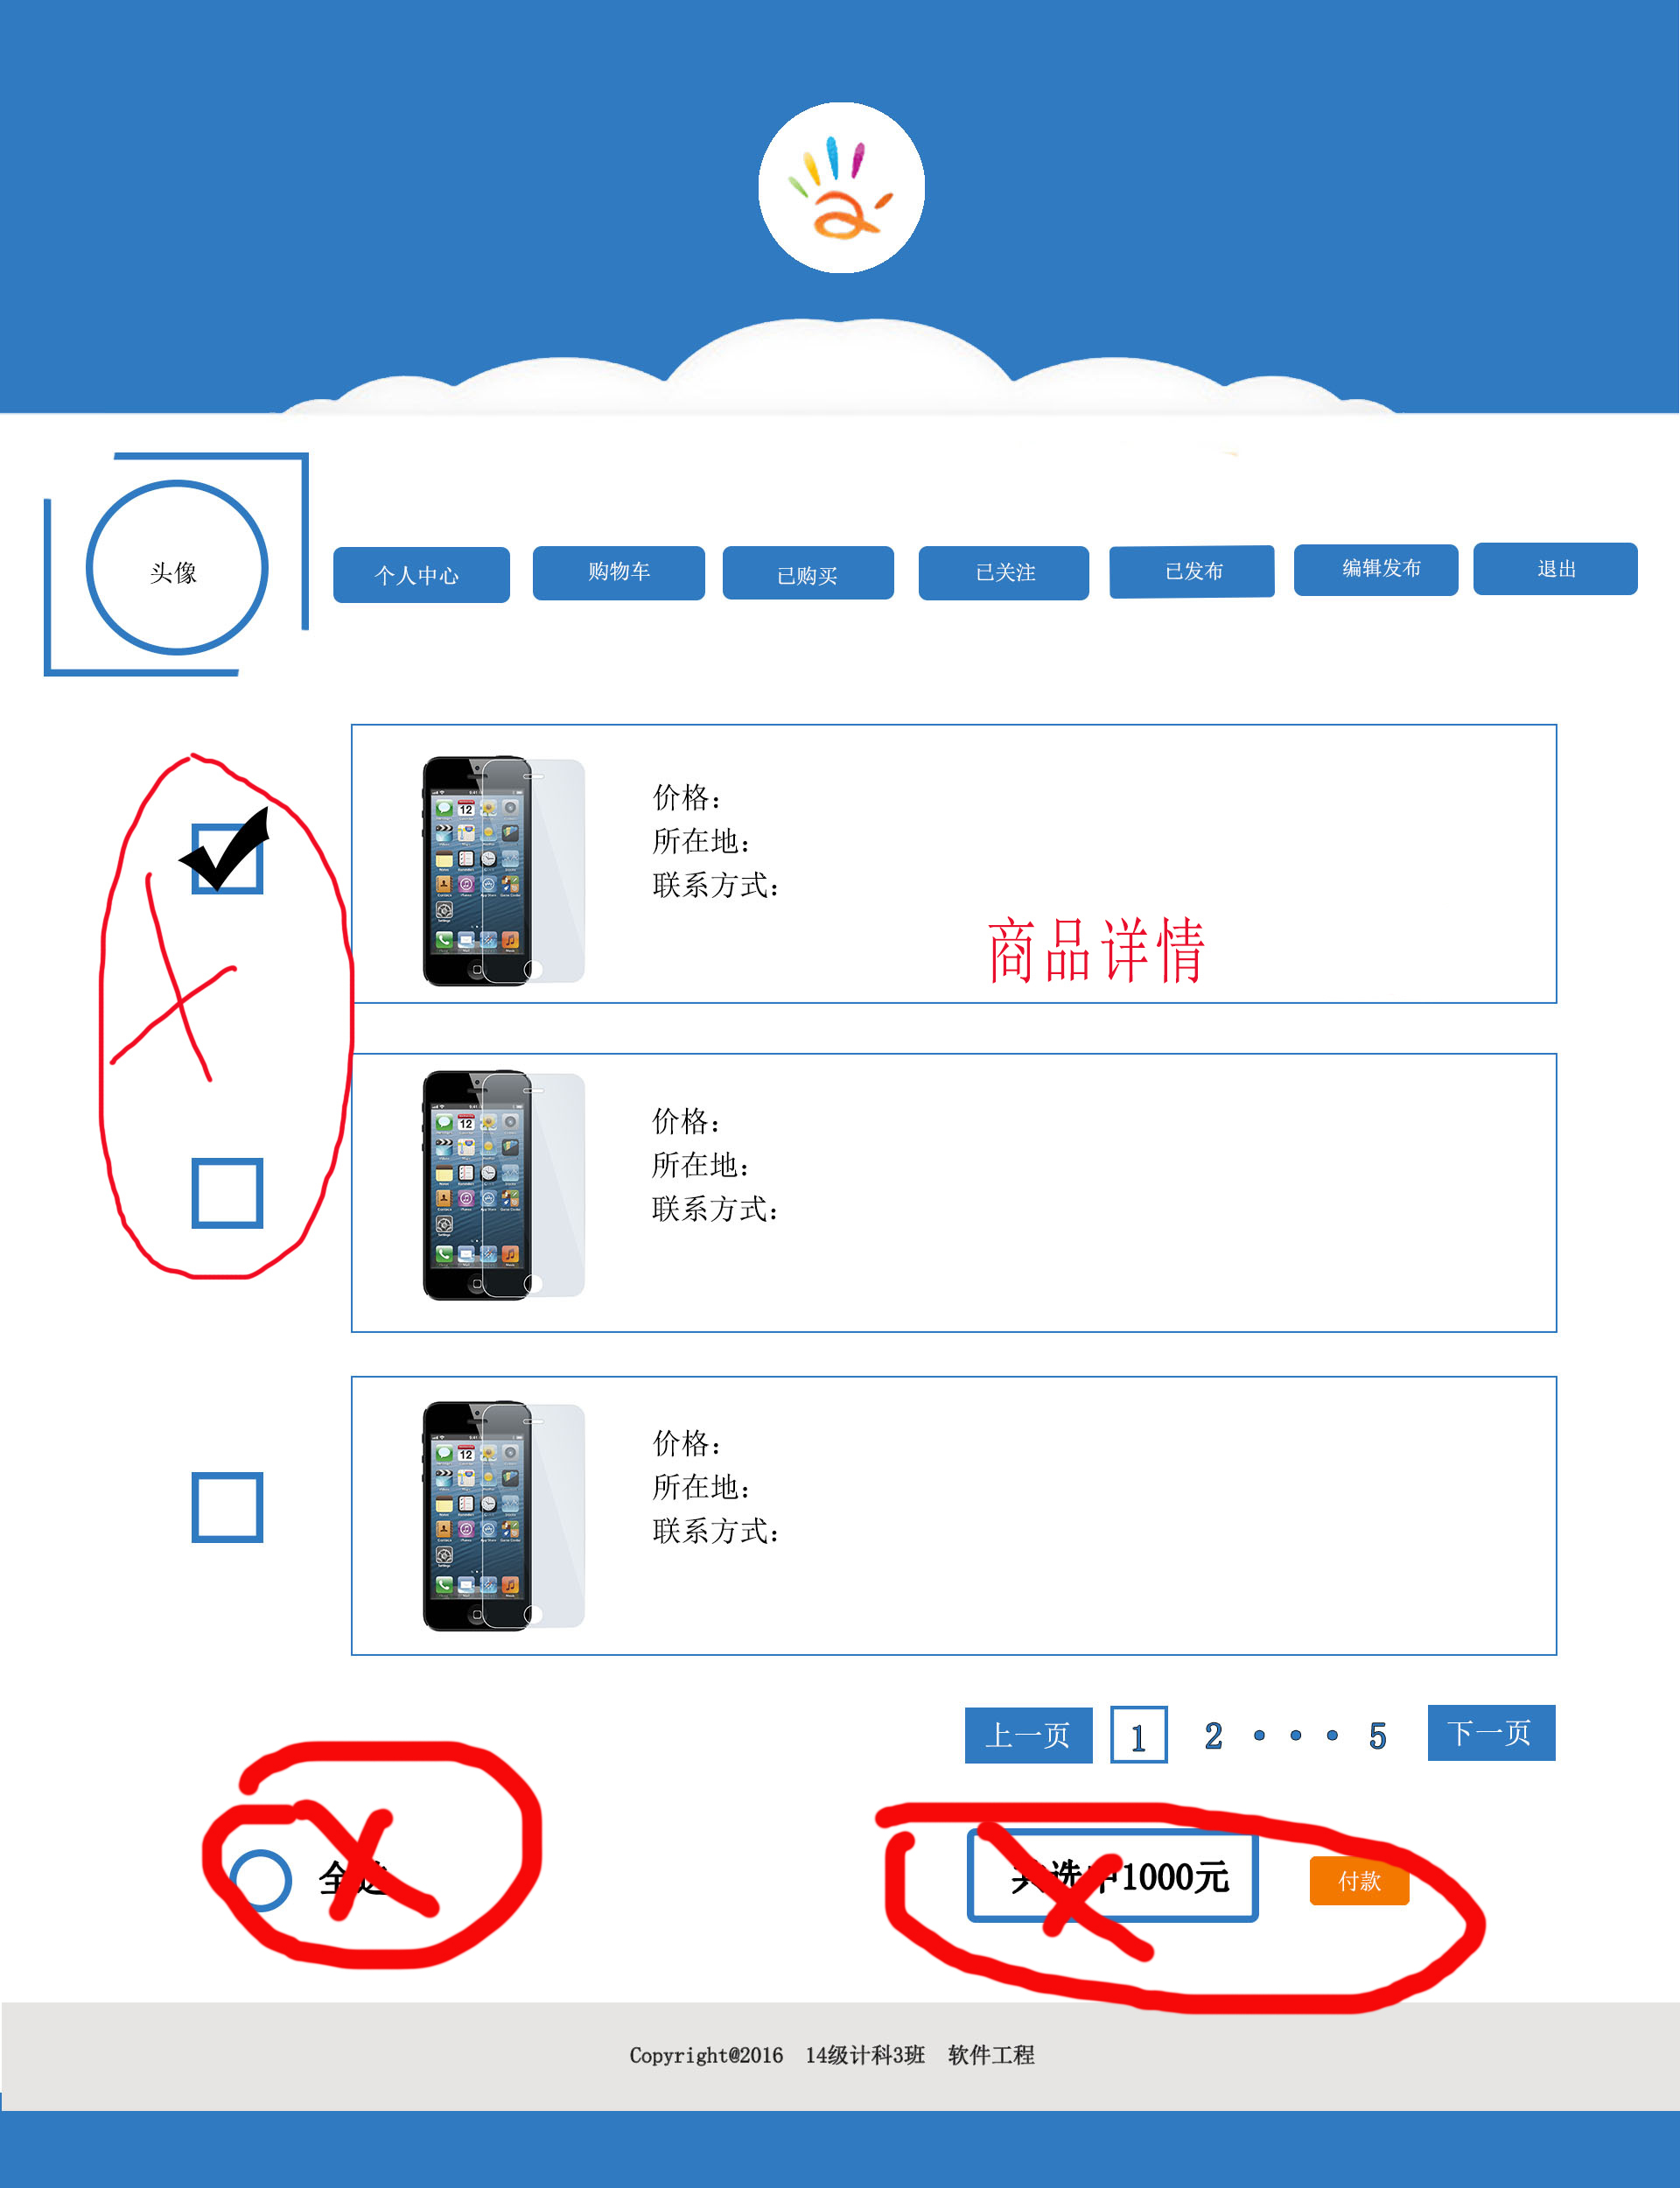 头像
个人中心 购物车 已购买 已关注 已发布 编辑发布 退出
价格：
所在地：
联系方式：
商品详情
价格：
所在地：
联系方式：
价格：
所在地：
联系方式：
上一页 1 2 · · · 5 下一页
全选
共选中1000元 付款
Copyright@2016 14级计科3班 软件工程